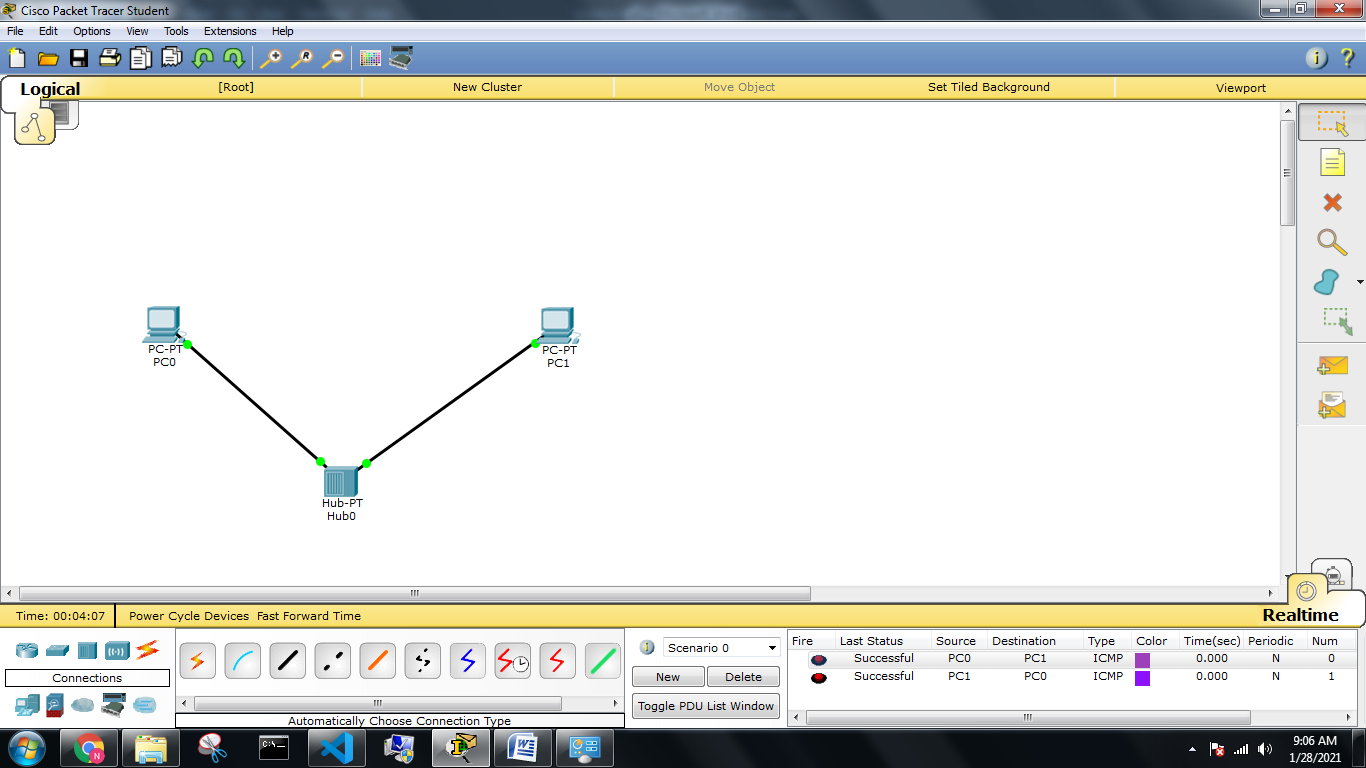 Cisco Packet Tracer Student
File Edit Options View Tools Extensions Help
Logical [Root] New Cluster Move Object Set Tiled Background Viewport
PC-PT
PC0
PC-PT
PC1
Hub-PT
Hub0
Time: 00:04:07 Power Cycle Devices Fast Forward Time
Realtime
Connections
Automatically Choose Connection Type
Scenario 0
New Delete
Toggle PDU List Window
Fire Last Status Source Destination Type Color Time(sec) Periodic Num
Successful PC0 PC1 ICMP 0.000 N 0
Successful PC1 PC0 ICMP 0.000 N 1
9:06 AM
1/28/2021